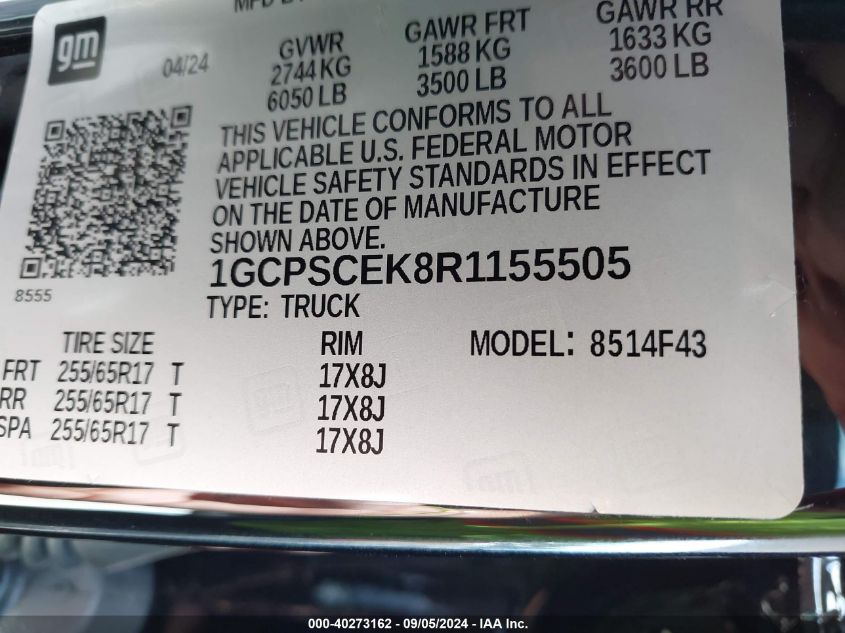 MFD BY
gm
04/24
GVWR GAWR FRT GAWR RR
2744 KG 1588 KG 1633 KG
6050 LB 3500 LB 3600 LB
THIS VEHICLE CONFORMS TO ALL
APPLICABLE U.S. FEDERAL MOTOR
VEHICLE SAFETY STANDARDS IN EFFECT
ON THE DATE OF MANUFACTURE
SHOWN ABOVE.
8555
1GCPSCEK8R1155505
TYPE: TRUCK
TIRE SIZE RIM MODEL: 8514F43
FRT 255/65R17 T 17X8J
RR 255/65R17 T 17X8J
SPA 255/65R17 T 17X8J
000-40273162 - 09/05/2024 - IAA Inc.